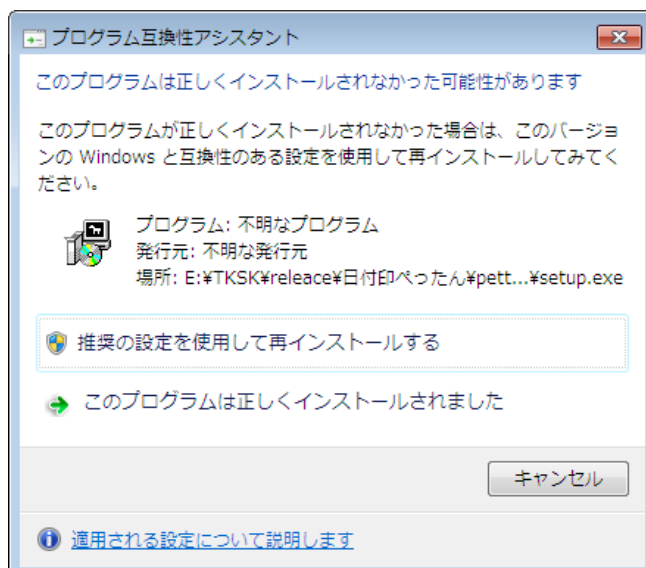 プログラム互換性アシスタント
このプログラムは正しくインストールされなかった可能性があります
このプログラムが正しくインストールされなかった場合は、このバージョ
ンの Windows と互換性のある設定を使用して再インストールしてみてく
ださい。
プログラム: 不明なプログラム
発行元: 不明な発行元
場所: E:¥TKSK¥releace¥日付印ぺったん¥pett...¥setup.exe
推奨の設定を使用して再インストールする
このプログラムは正しくインストールされました
キャンセル
適用される設定について説明します